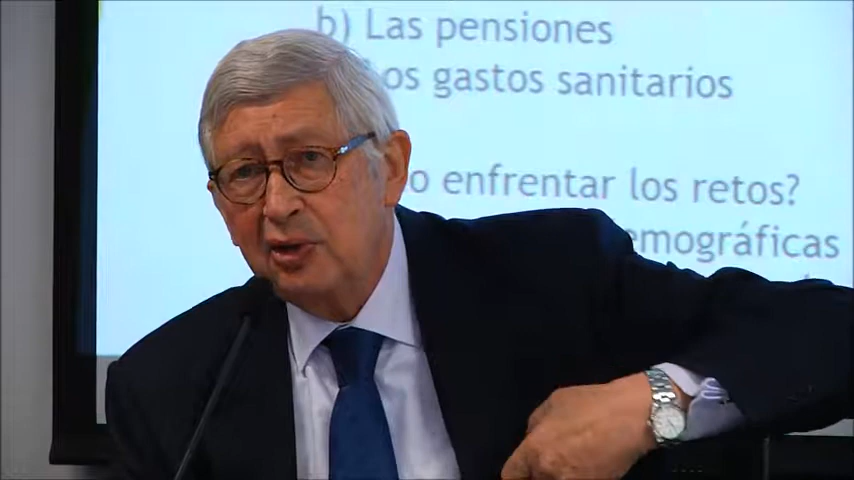 b) Las pensiones
os gastos sanitarios
o enfrentar los retos?
emográficas